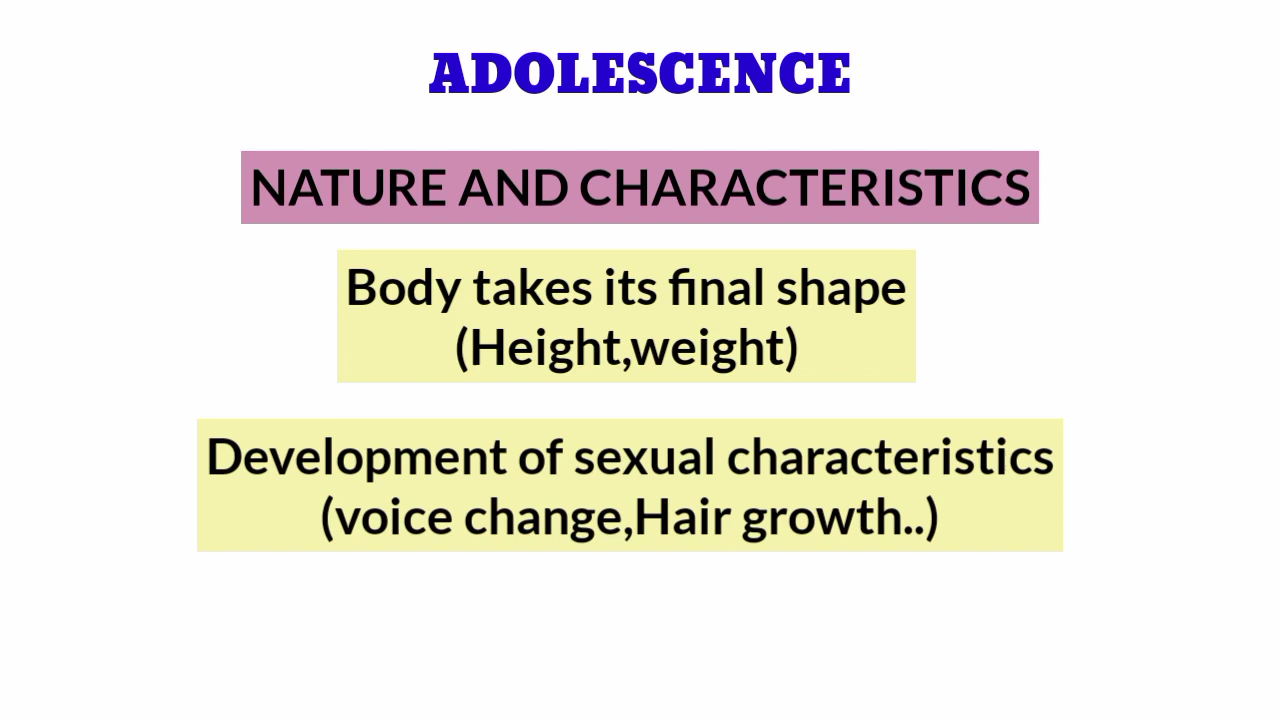 ADOLESCENCE
NATURE AND CHARACTERISTICS
Body takes its final shape
(Height,weight)
Development of sexual characteristics
(voice change,Hair growth..)